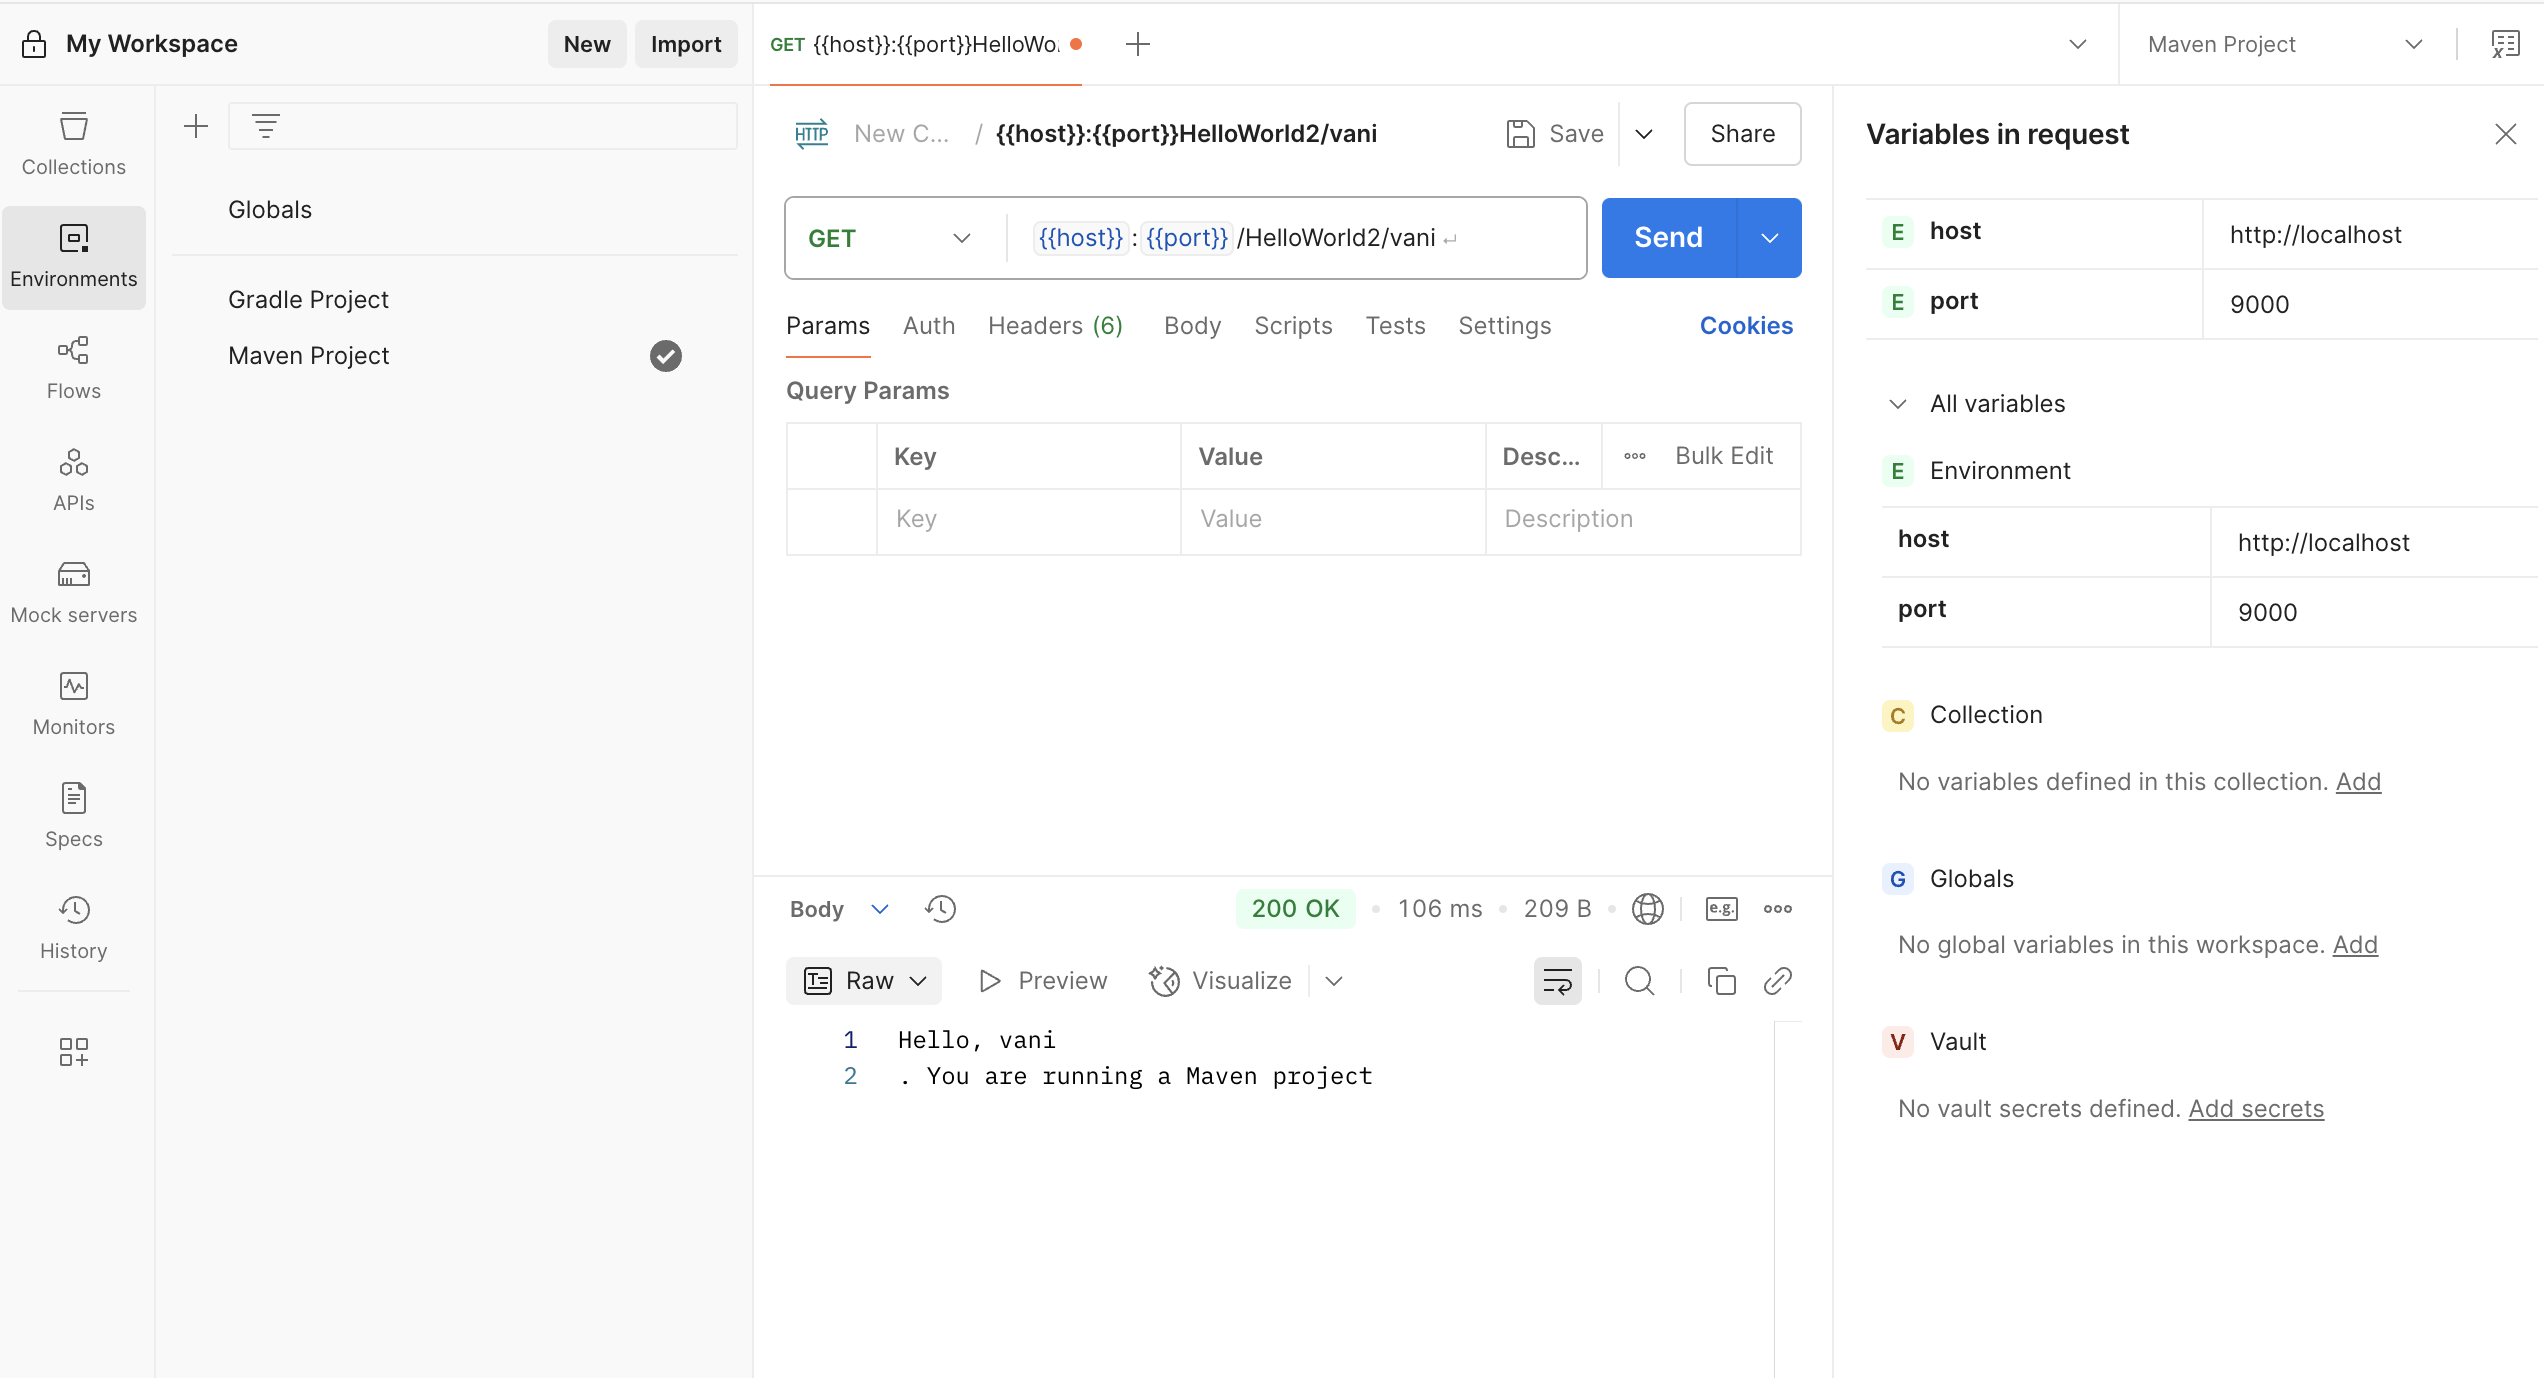 My Workspace
New
Import
GET {{host}}:{{port}}HelloWo
Maven Project
Collections
Environments
Flows
APIs
Mock servers
Monitors
Specs
History
Globals
Gradle Project
Maven Project
HTTP New C... / {{host}}:{{port}}HelloWorld2/vani
Save
Share
GET {{host}}:{{port}}/HelloWorld2/vani
Send
Params Auth Headers (6) Body Scripts Tests Settings Cookies
Query Params
Key Value Desc... Bulk Edit
Key Value Description
Body 200 OK 106 ms 209 B e.g.
Raw Preview Visualize
1 Hello, vani
2 . You are running a Maven project
Variables in request
E host http://localhost
E port 9000
All variables
E Environment
host http://localhost
port 9000
C Collection
No variables defined in this collection. Add
G Globals
No global variables in this workspace. Add
V Vault
No vault secrets defined. Add secrets